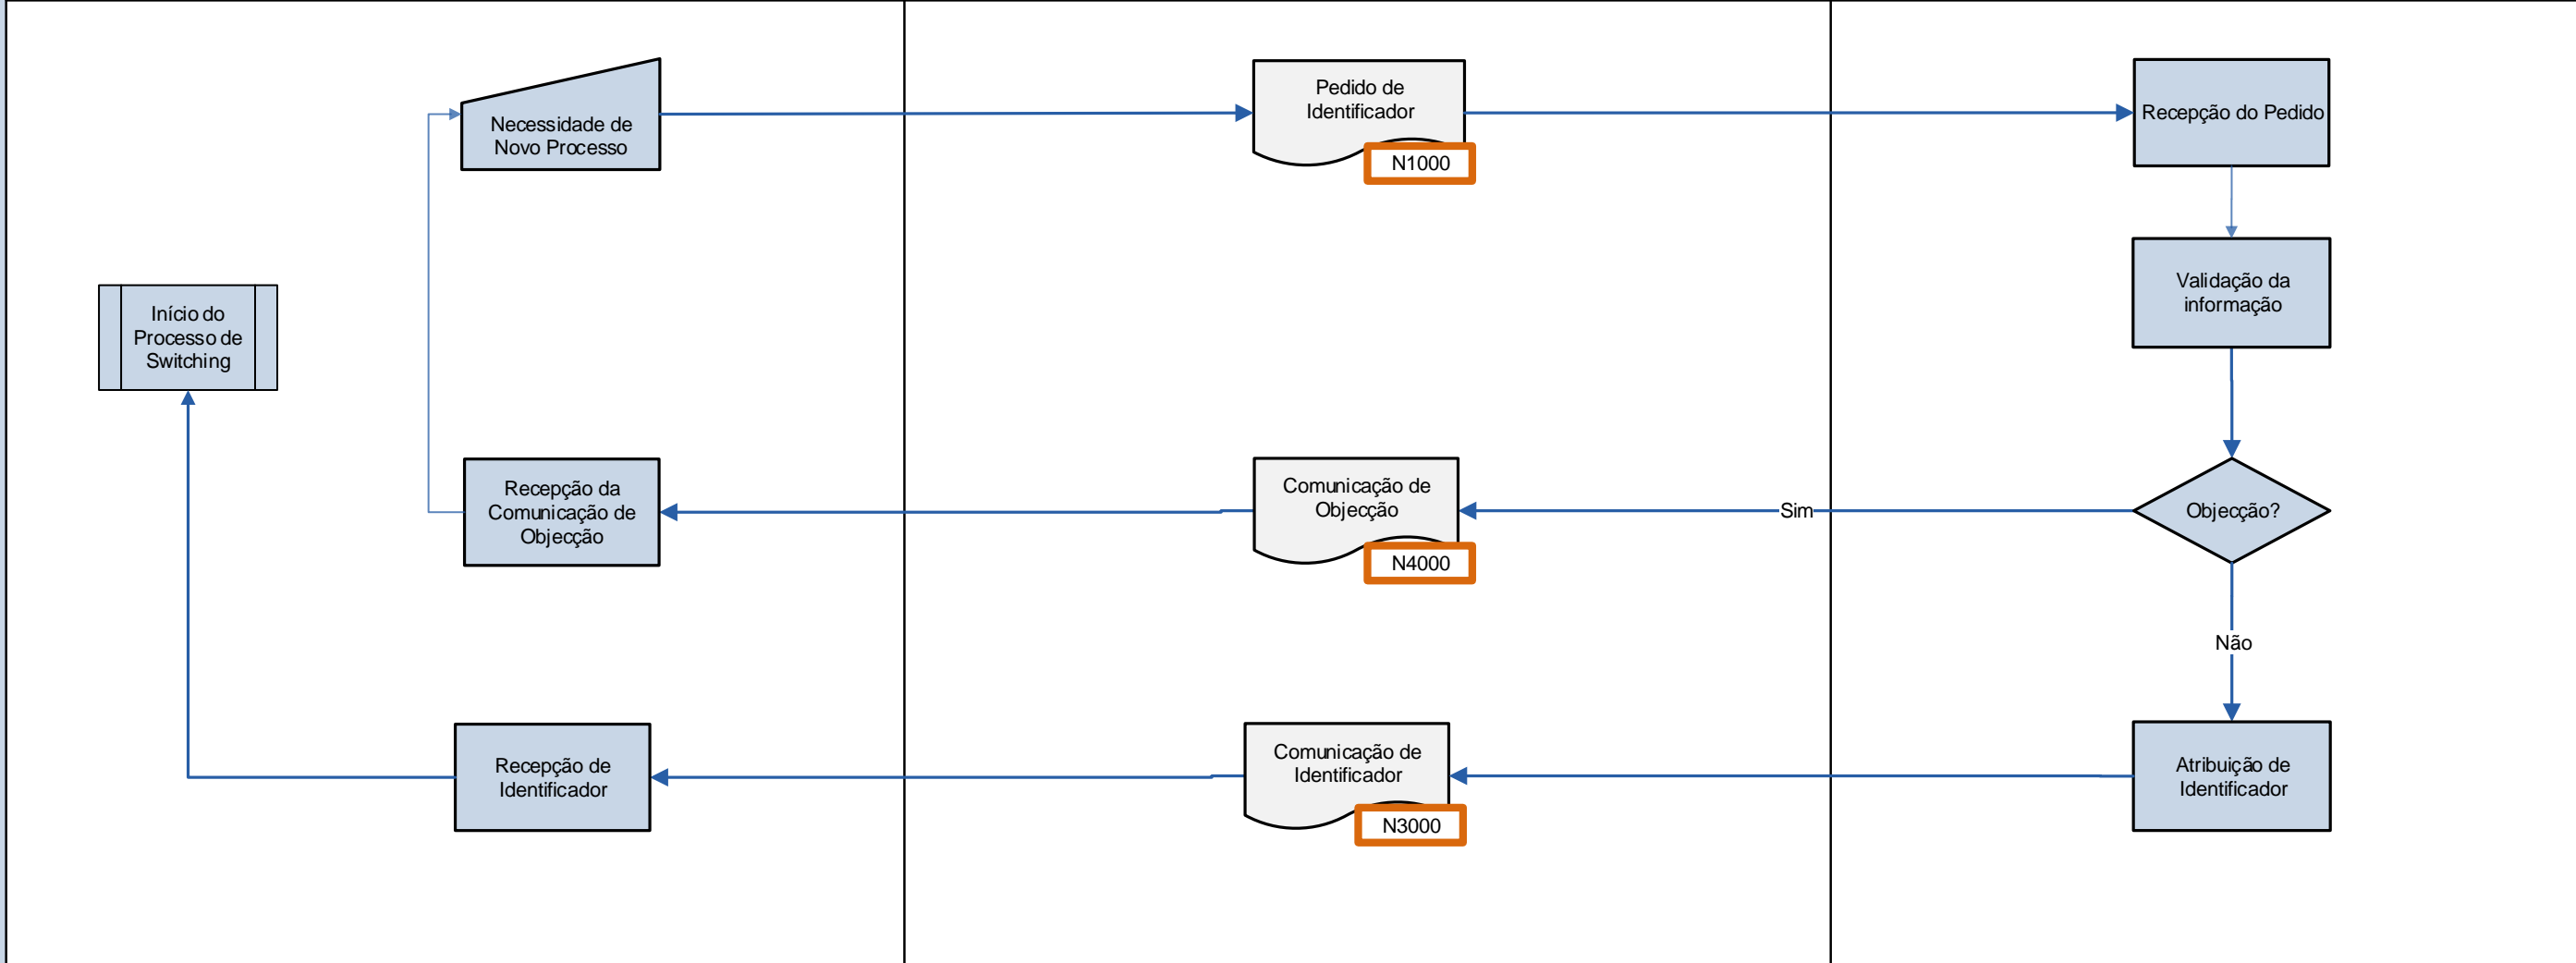 Necessidade de
Novo Processo
Pedido de
Identificador
N1000
Recepção do Pedido
Validação da
informação
Início do
Processo de
Switching
Recepção da
Comunicação de
Objecção
Comunicação de
Objecção
N4000
Sim
Objecção?
Não
Recepção de
Identificador
Comunicação de
Identificador
N3000
Atribuição de
Identificador